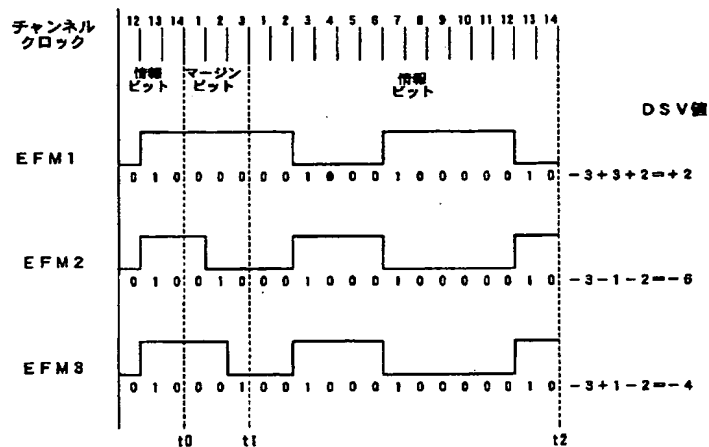 チャンネル
クロック
12 13 14 1 2 3 1 2 3 4 5 6 7 8 9 10 11 12 13 14
情報
ビット
マージン
ビット
情報
ビット
DSV値
EFM1
0 1 0 0 0 0 0 0 1 0 0 0 1 0 0 0 0 0 1 0
-3+3+2=+2
EFM2
0 1 0 0 1 0 0 0 1 0 0 0 1 0 0 0 0 0 1 0
-3-1-2=-6
EFM3
0 1 0 0 0 1 0 0 1 0 0 0 1 0 0 0 0 0 1 0
-3+1-2=-4
t0 t1 t2